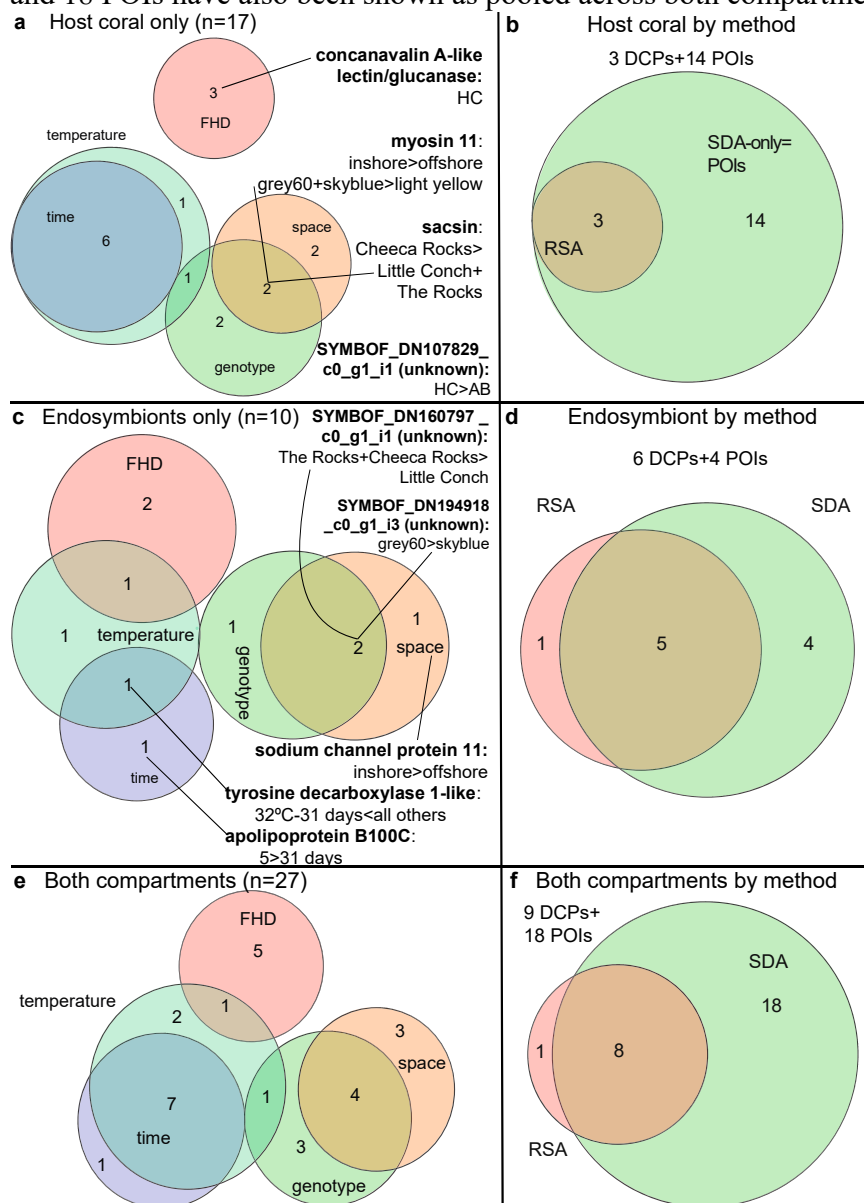 and 18 POIs have also been shown as pooled across both compartme
a Host coral only (n=17)
concanavalin A-like
lectin/glucanase:
HC
3
FHD
temperature
myosin 11:
inshore>offshore
grey60+skyblue>light yellow
time
6
1
1
space
2
2
2
genotype
sacsin:
Cheeca Rocks>
Little Conch+
The Rocks
SYMBOF_DN107829_
c0_g1_i1 (unknown):
HC>AB
b Host coral by method
3 DCPs+14 POIs
SDA-only=
POIs
3
14
RSA
c Endosymbionts only (n=10)
SYMBOF_DN160797_
c0_g1_i1 (unknown):
The Rocks+Cheeca Rocks>
Little Conch
SYMBOF_DN194918
_c0_g1_i3 (unknown):
grey60>skyblue
FHD
2
1
1
temperature
1
1
time
1
genotype
2
1
space
sodium channel protein 11:
inshore>offshore
tyrosine decarboxylase 1-like:
32ºC-31 days<all others
apolipoprotein B100C:
5>31 days
d Endosymbiont by method
6 DCPs+4 POIs
RSA
SDA
1
5
4
e Both compartments (n=27)
FHD
5
temperature
2
1
7
time
1
1
3
space
4
3
genotype
f Both compartments by method
9 DCPs+
18 POIs
SDA
18
1
8
RSA